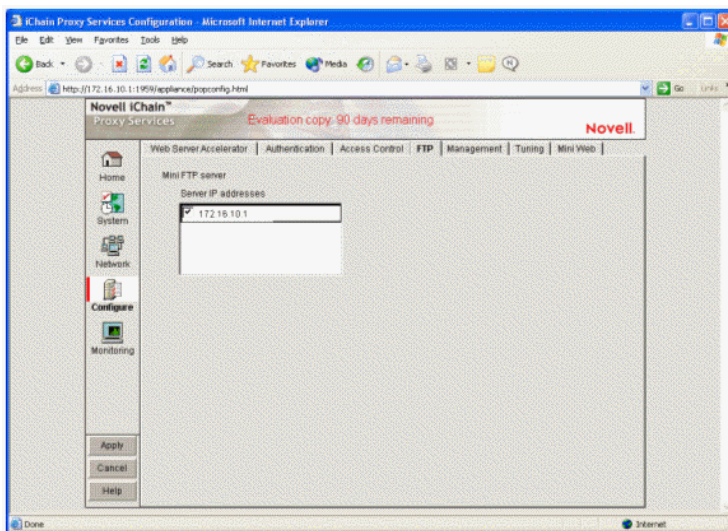 iChain Proxy Services Configuration - Microsoft Internet Explorer
File Edit View Favorites Tools Help
Back Search Favorites Media
Address http://172.16.10.1:1959/appliance/popconfig.html Go Links
Novell iChain™
Proxy Services Evaluation copy. 90 days remaining Novell.
Web Server Accelerator Authentication Access Control FTP Management Tuning Mini Web
Mini FTP server
Server IP addresses
172.16.10.1
Home
System
Network
Configure
Monitoring
Apply
Cancel
Help
Done Internet